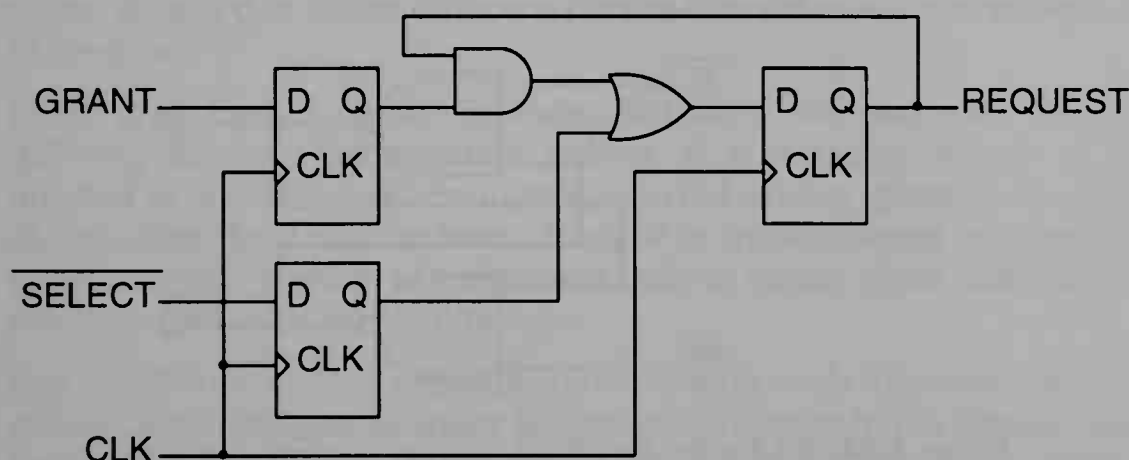 GRANT
D Q
CLK
D Q
CLK
REQUEST
SELECT
D Q
CLK
CLK